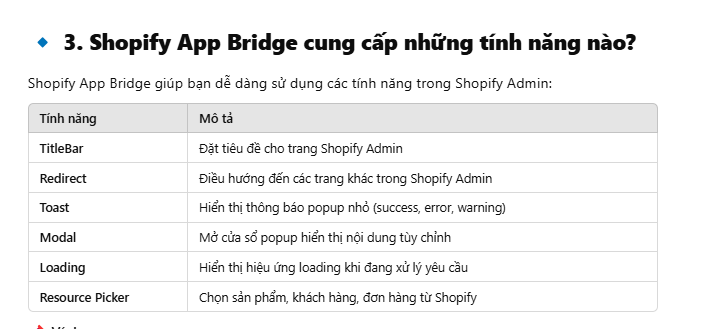 3. Shopify App Bridge cung cấp những tính năng nào?
Shopify App Bridge giúp bạn dễ dàng sử dụng các tính năng trong Shopify Admin:
Tính năng Mô tả
TitleBar Đặt tiêu đề cho trang Shopify Admin
Redirect Điều hướng đến các trang khác trong Shopify Admin
Toast Hiển thị thông báo popup nhỏ (success, error, warning)
Modal Mở cửa sổ popup hiển thị nội dung tùy chỉnh
Loading Hiển thị hiệu ứng loading khi đang xử lý yêu cầu
Resource Picker Chọn sản phẩm, khách hàng, đơn hàng từ Shopify